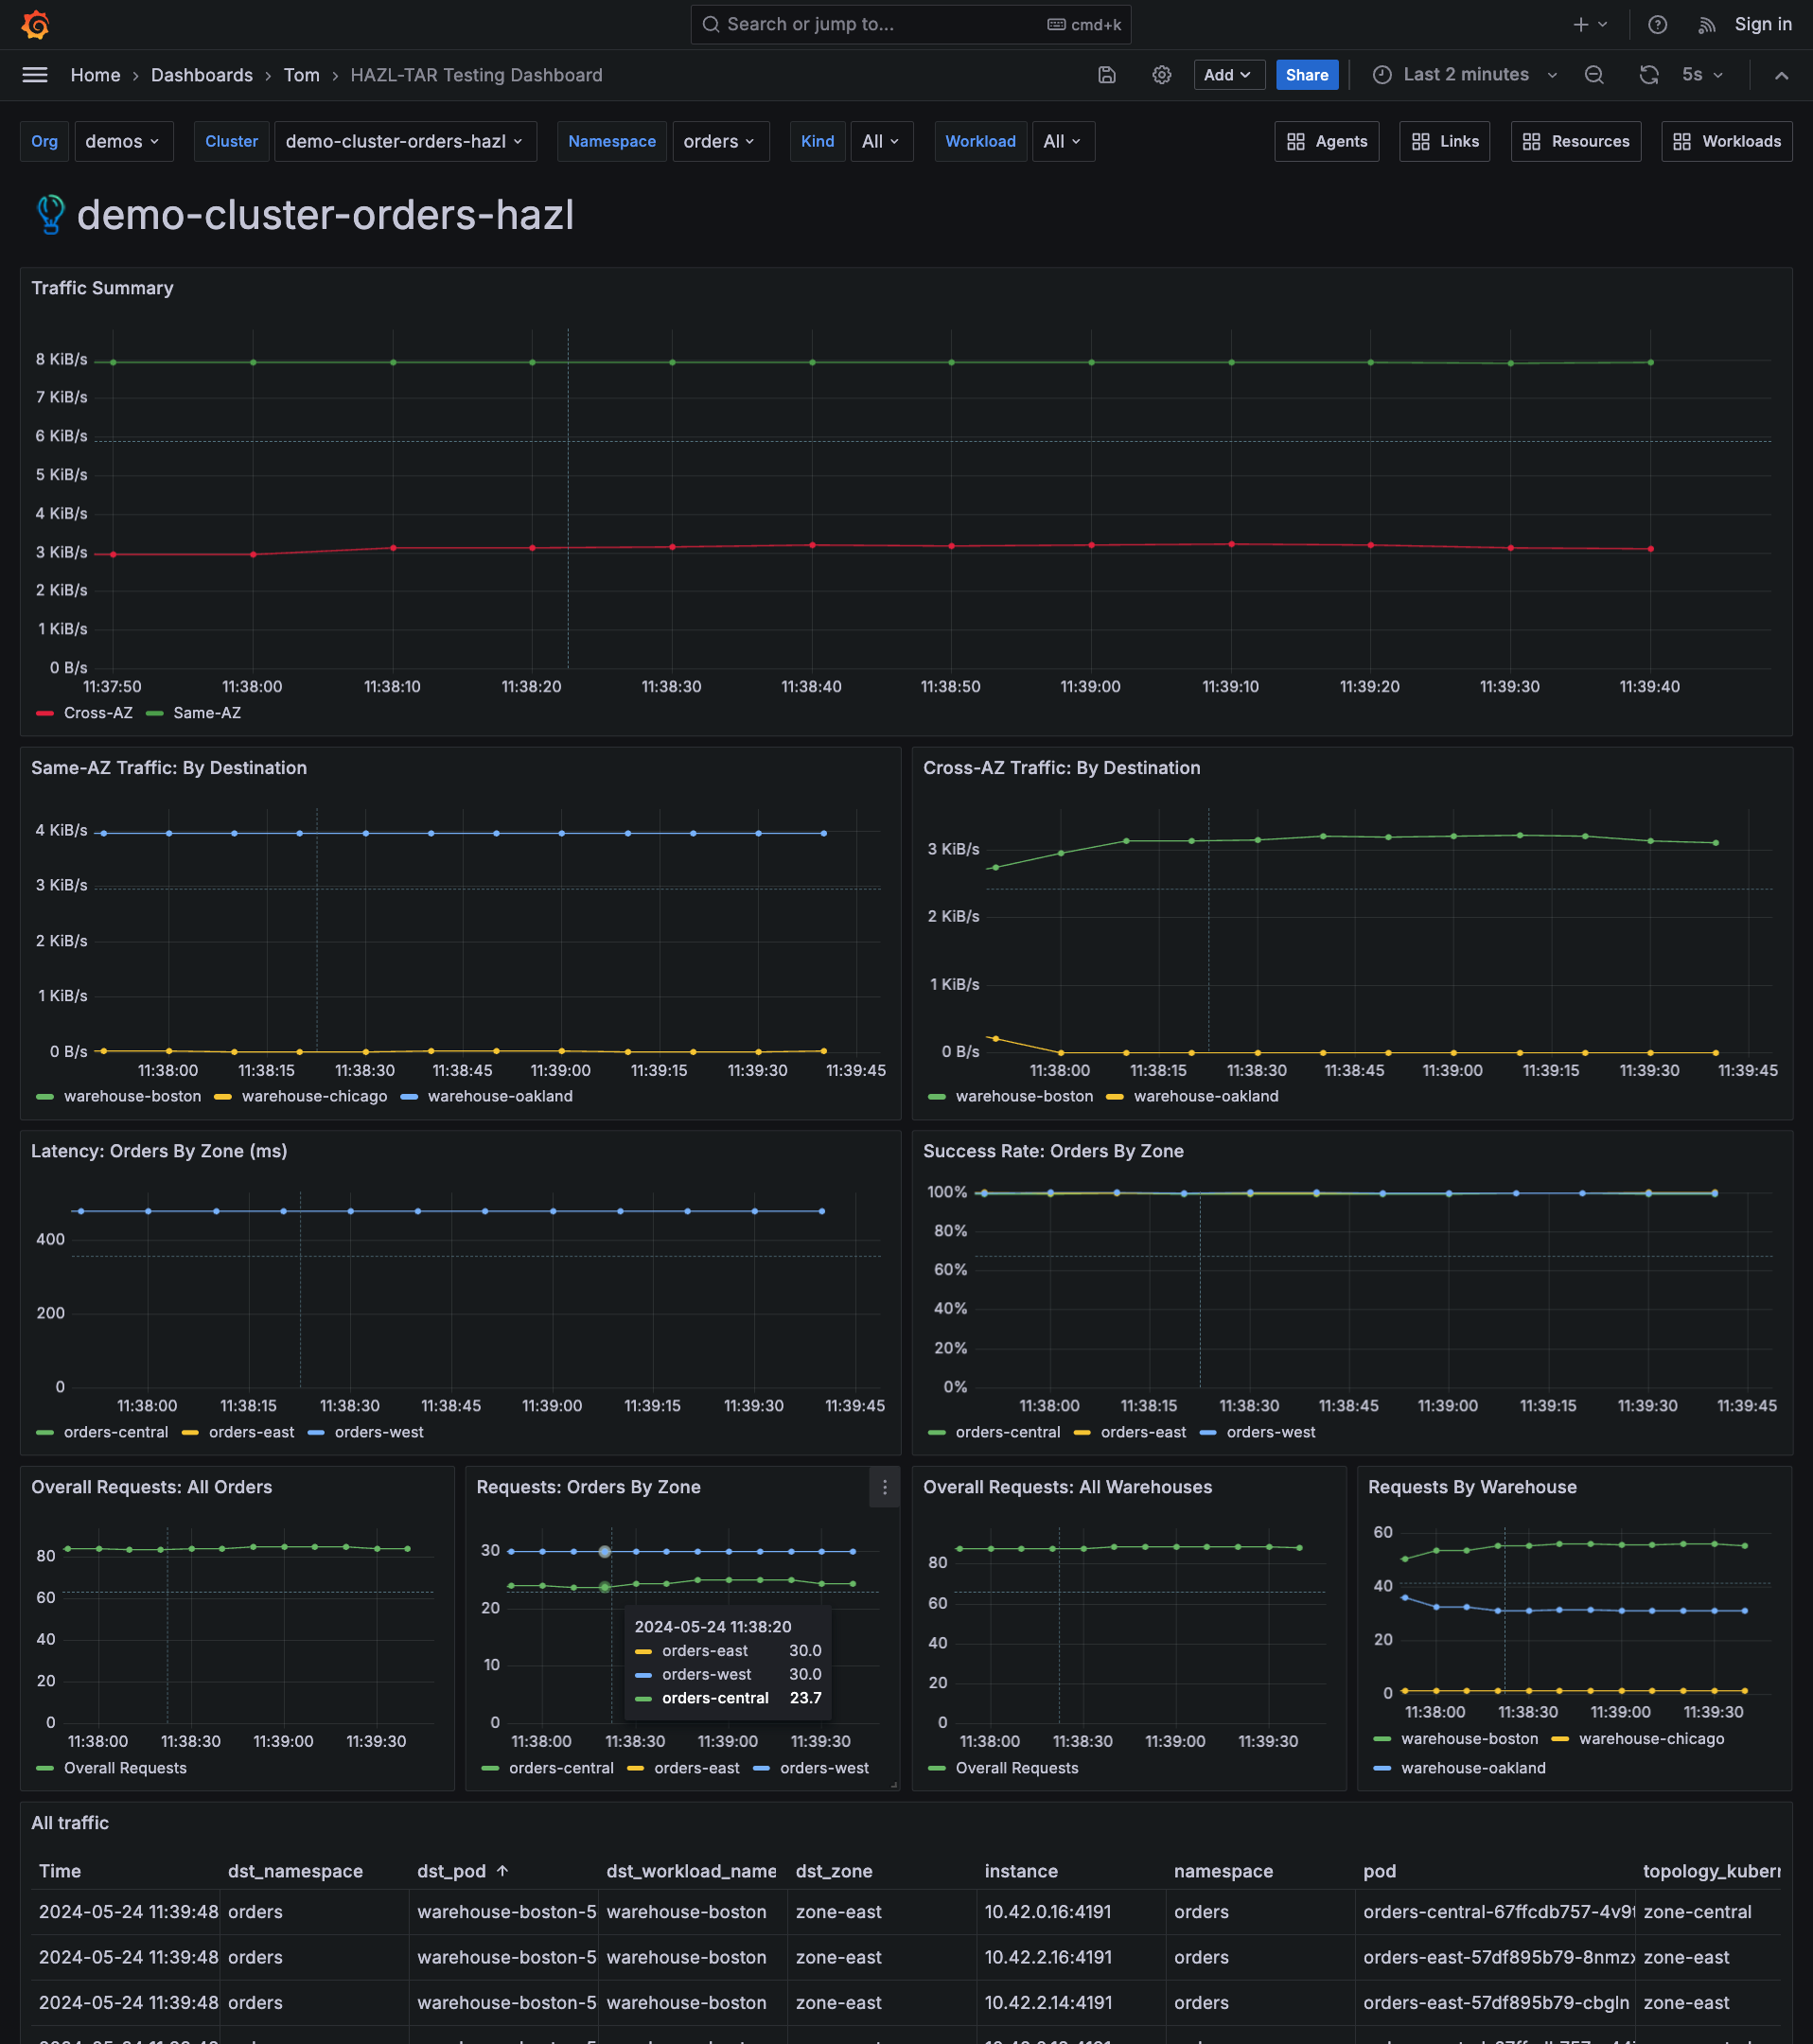 Search or jump to... cmd+k Sign in
Home › Dashboards › Tom › HAZL-TAR Testing Dashboard Add Share Last 2 minutes 5s
Org demos Cluster demo-cluster-orders-hazl Namespace orders Kind All Workload All Agents Links Resources Workloads
demo-cluster-orders-hazl
Traffic Summary
8 KiB/s
7 KiB/s
6 KiB/s
5 KiB/s
4 KiB/s
3 KiB/s
2 KiB/s
1 KiB/s
0 B/s
11:37:50 11:38:00 11:38:10 11:38:20 11:38:30 11:38:40 11:38:50 11:39:00 11:39:10 11:39:20 11:39:30 11:39:40
Cross-AZ Same-AZ
Same-AZ Traffic: By Destination
4 KiB/s
3 KiB/s
2 KiB/s
1 KiB/s
0 B/s
11:38:00 11:38:15 11:38:30 11:38:45 11:39:00 11:39:15 11:39:30 11:39:45
warehouse-boston warehouse-chicago warehouse-oakland
Cross-AZ Traffic: By Destination
3 KiB/s
2 KiB/s
1 KiB/s
0 B/s
11:38:00 11:38:15 11:38:30 11:38:45 11:39:00 11:39:15 11:39:30 11:39:45
warehouse-boston warehouse-oakland
Latency: Orders By Zone (ms)
400
200
0
11:38:00 11:38:15 11:38:30 11:38:45 11:39:00 11:39:15 11:39:30 11:39:45
orders-central orders-east orders-west
Success Rate: Orders By Zone
100%
80%
60%
40%
20%
0%
11:38:00 11:38:15 11:38:30 11:38:45 11:39:00 11:39:15 11:39:30 11:39:45
orders-central orders-east orders-west
Overall Requests: All Orders
80
60
40
20
0
11:38:00 11:38:30 11:39:00 11:39:30
Overall Requests
Requests: Orders By Zone
30
20
10
0
2024-05-24 11:38:20
orders-east 30.0
orders-west 30.0
orders-central 23.7
11:38:00 11:38:30 11:39:00 11:39:30
orders-central orders-east orders-west
Overall Requests: All Warehouses
80
60
40
20
0
11:38:00 11:38:30 11:39:00 11:39:30
Overall Requests
Requests By Warehouse
60
40
20
0
11:38:00 11:38:30 11:39:00 11:39:30
warehouse-boston warehouse-chicago
warehouse-oakland
All traffic
Time dst_namespace dst_pod ↑ dst_workload_name dst_zone instance namespace pod topology_kuber
2024-05-24 11:39:48 orders warehouse-boston-5 warehouse-boston zone-east 10.42.0.16:4191 orders orders-central-67ffcdb757-4v9 zone-central
2024-05-24 11:39:48 orders warehouse-boston-5 warehouse-boston zone-east 10.42.2.16:4191 orders orders-east-57df895b79-8nmzx zone-east
2024-05-24 11:39:48 orders warehouse-boston-5 warehouse-boston zone-east 10.42.2.14:4191 orders orders-east-57df895b79-cbgln zone-east